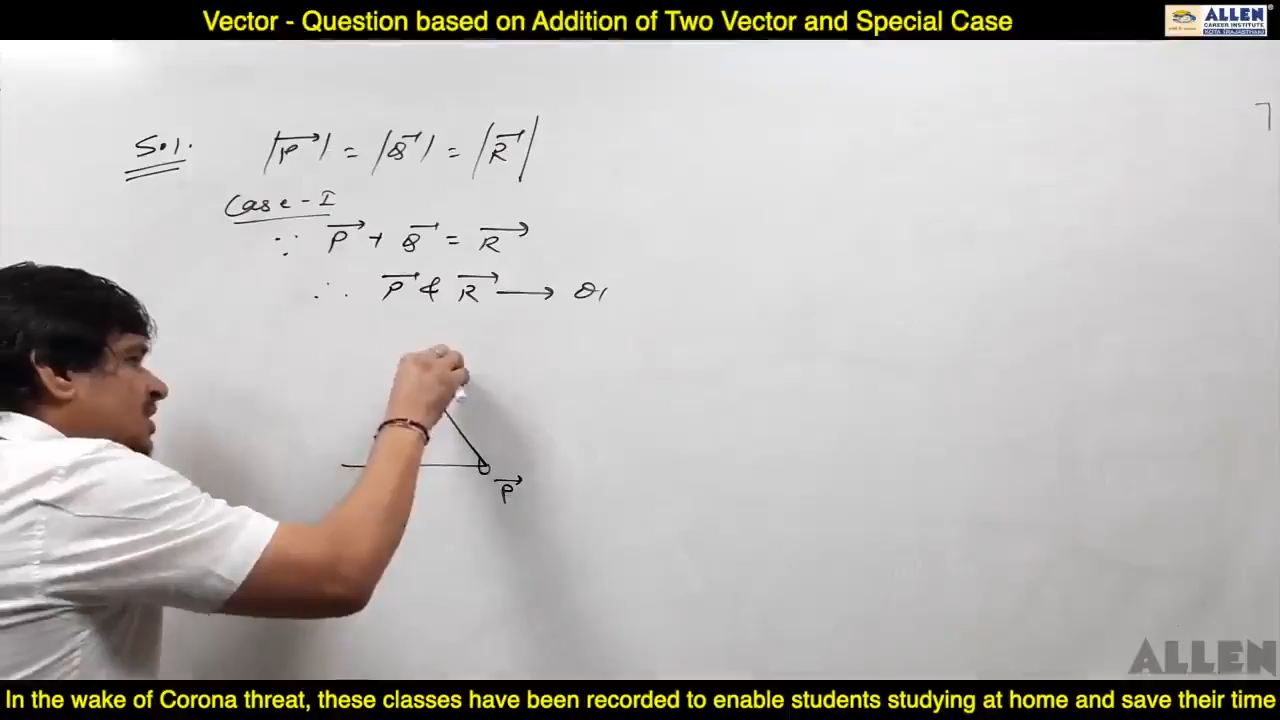 Vector - Question based on Addition of Two Vector and Special Case
ALLEN
CAREER INSTITUTE
KOTA (RAJASTHAN)
Sol.
|P⃗| = |Q⃗| = |R⃗|
Case - I
∵ P⃗ + Q⃗ = R⃗
∴ P⃗ & R⃗ ⟶ θ₁
P⃗
ALLEN
In the wake of Corona threat, these classes have been recorded to enable students studying at home and save their time